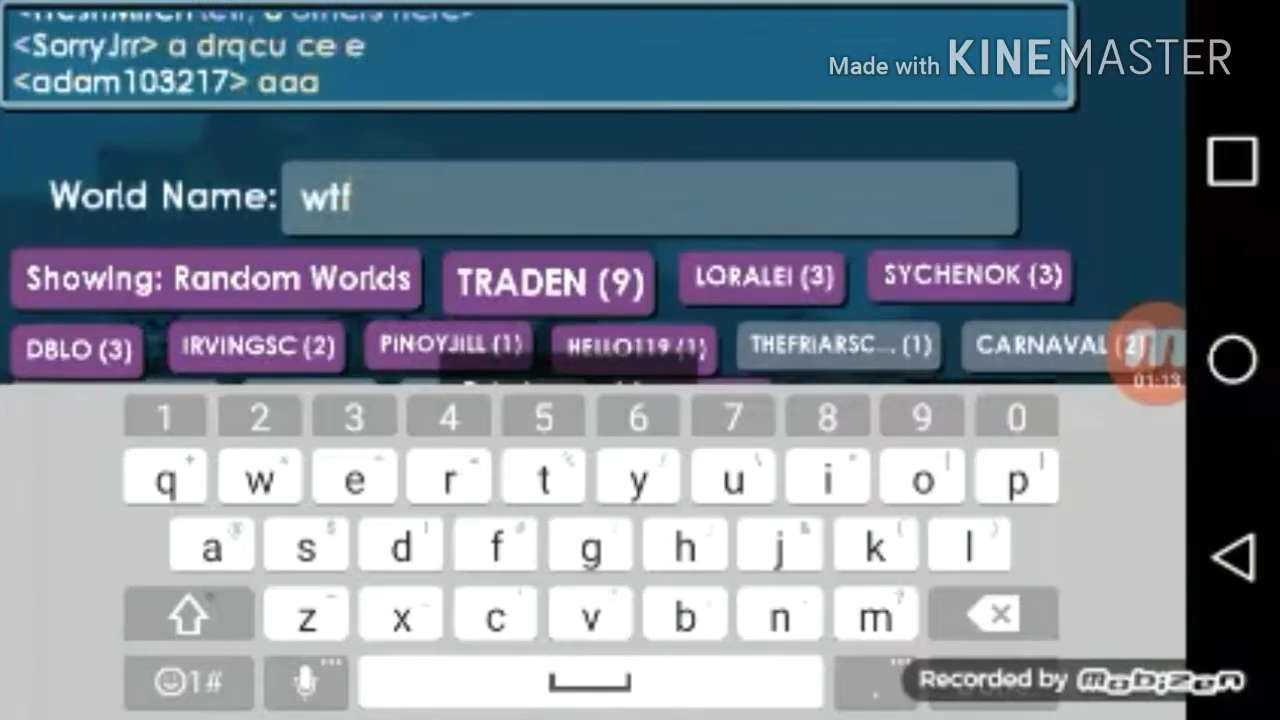 <SorryJrr> a drqcu ce e
<adam103217> aaa
Made with KINEMASTER
World Name: wtf
Showing: Random Worlds TRADEN (9) LORALEI (3) SYCHENOK (3)
DBLO (3) IRVINGSC (2) PINOYJILL (1) HELLO119 (1) THEFRIARSC... (1) CARNAVAL (2)
01:13
1 2 3 4 5 6 7 8 9 0
q w e r t y u i o p
a s d f g h j k l
z x c v b n m
1# .
Recorded by mobizen